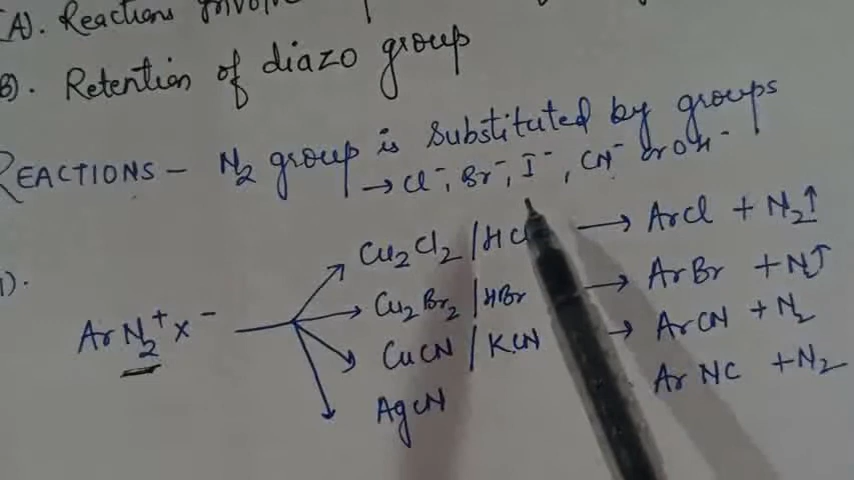 (A). Reactions
B). Retention of diazo group
REACTIONS – N2 group is substituted by groups
→ Cl⁻, Br⁻, I⁻, CN⁻ or OH⁻
1).
ArN2⁺X⁻
Cu2Cl2 / HCl → ArCl + N2↑
Cu2Br2 / HBr → ArBr + N2↑
CuCN / KCN → ArCN + N2
AgCN ArNC + N2